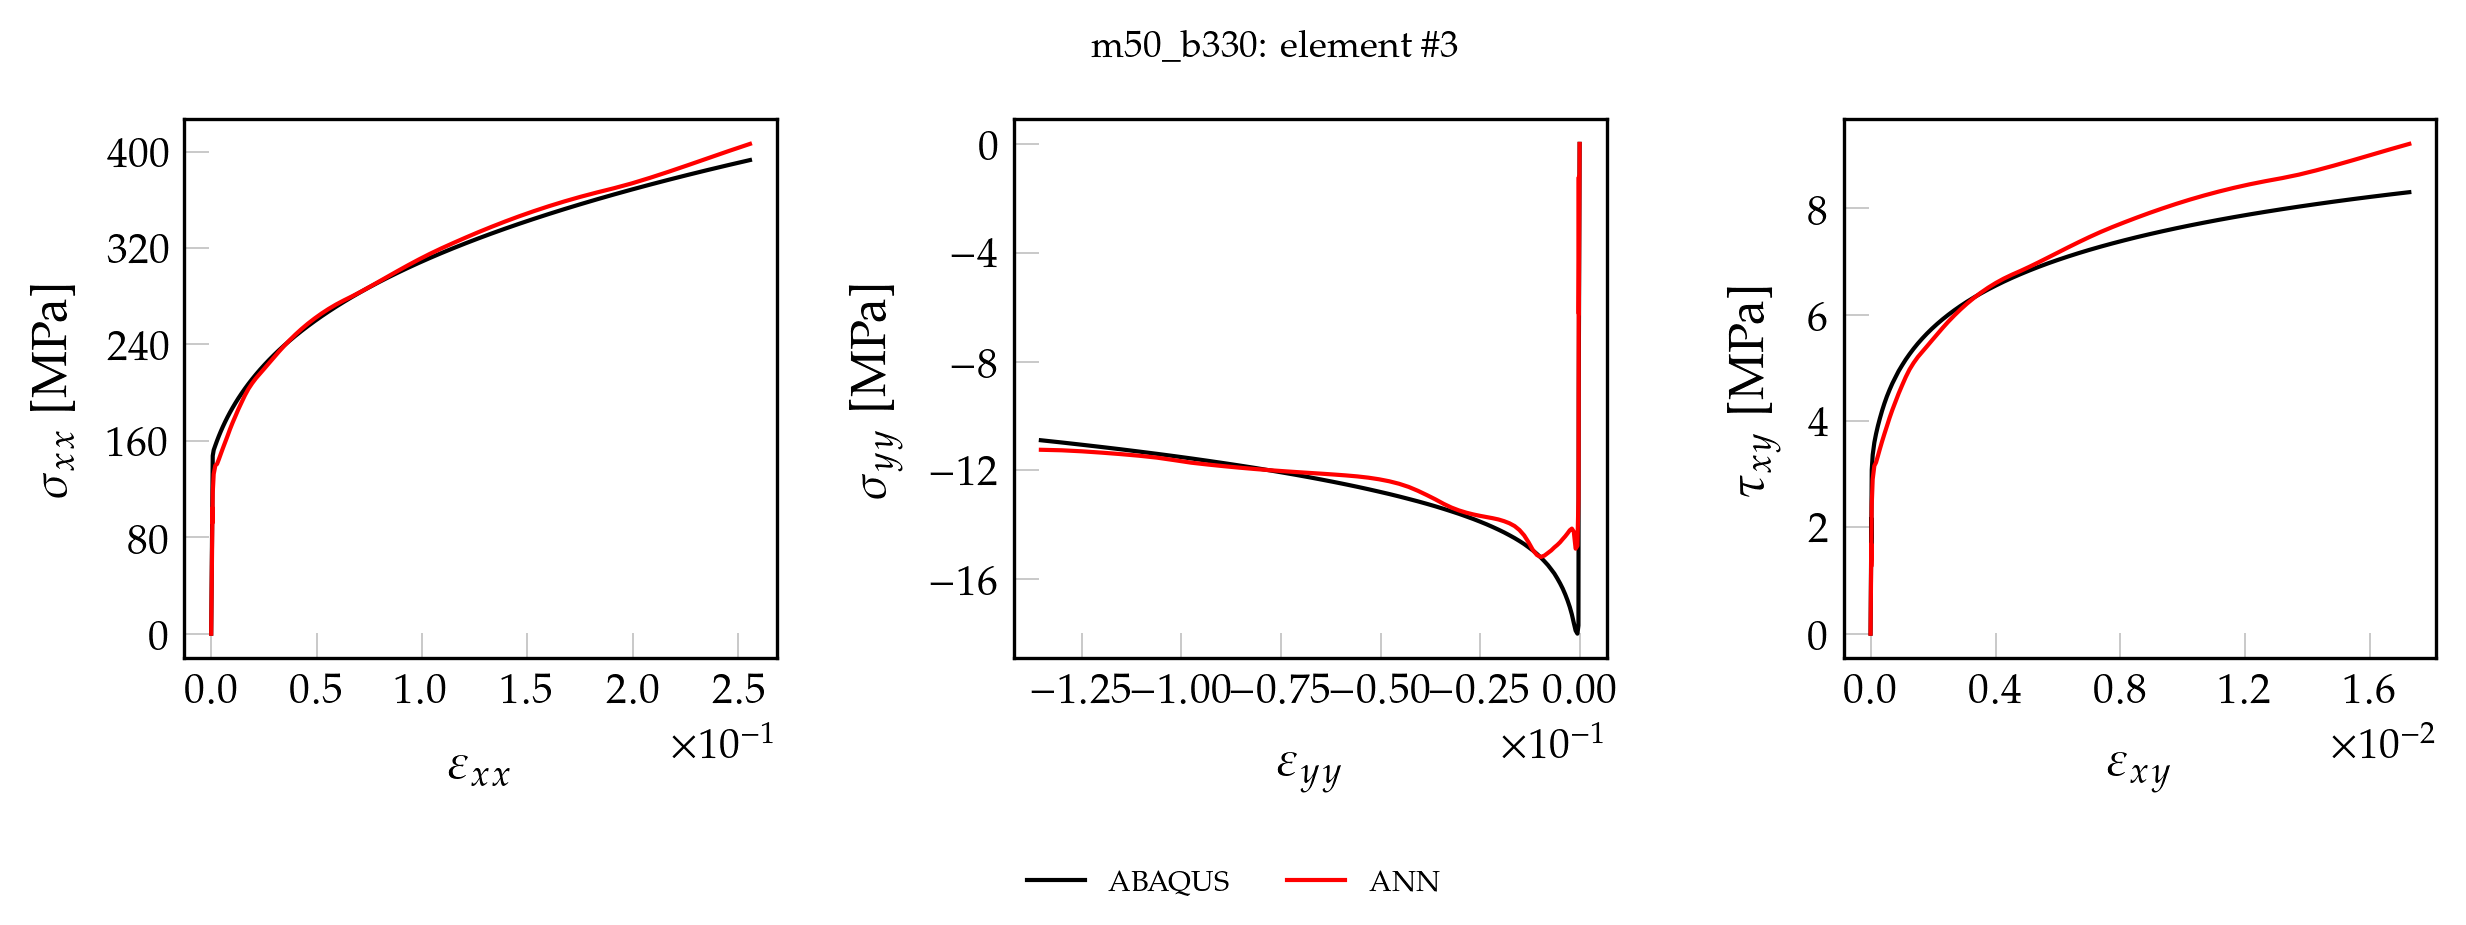 m50_b330: element #3
σxx [MPa]
400
320
240
160
80
0
0.0 0.5 1.0 1.5 2.0 2.5
×10⁻¹
εxx
σyy [MPa]
0
−4
−8
−12
−16
−1.25 −1.00 −0.75 −0.50 −0.25 0.00
×10⁻¹
εyy
τxy [MPa]
8
6
4
2
0
0.0 0.4 0.8 1.2 1.6
×10⁻²
εxy
ABAQUS ANN